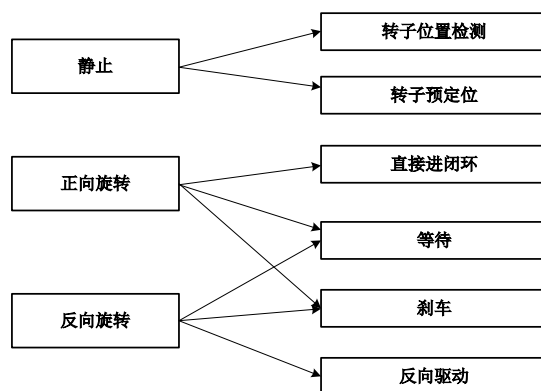 静止
正向旋转
反向旋转
转子位置检测
转子预定位
直接进闭环
等待
刹车
反向驱动